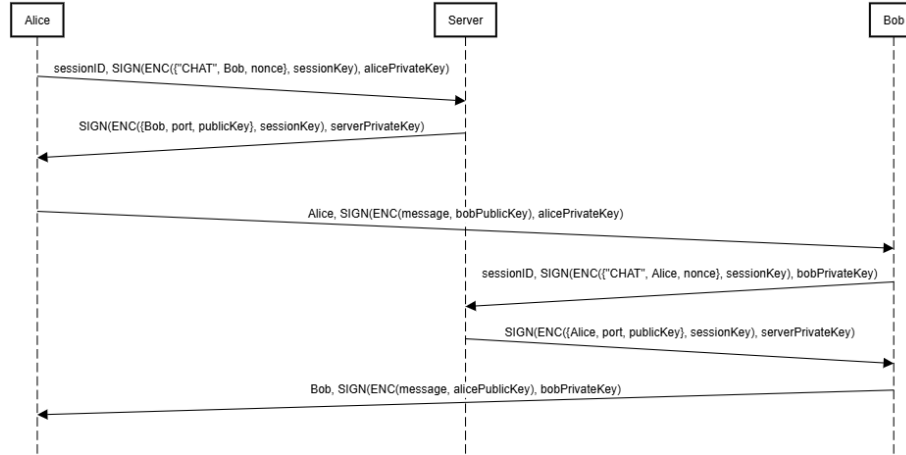 Alice
Server
Bob
sessionID, SIGN(ENC({"CHAT", Bob, nonce}, sessionKey), alicePrivateKey)
SIGN(ENC({Bob, port, publicKey}, sessionKey), serverPrivateKey)
Alice, SIGN(ENC(message, bobPublicKey), alicePrivateKey)
sessionID, SIGN(ENC({"CHAT", Alice, nonce}, sessionKey), bobPrivateKey)
SIGN(ENC({Alice, port, publicKey}, sessionKey), serverPrivateKey)
Bob, SIGN(ENC(message, alicePublicKey), bobPrivateKey)